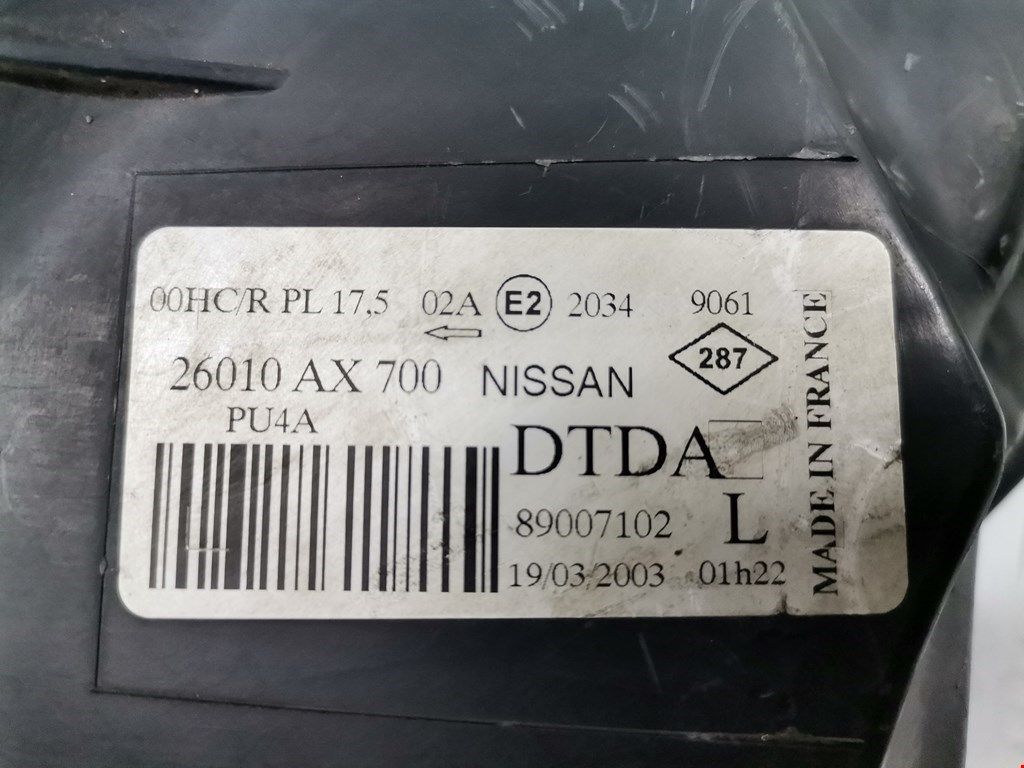 00HC/R PL 17,5 02A E2 2034 9061
26010 AX 700 NISSAN 287
PU4A
DTDA
89007102 L
19/03/2003 01h22
MADE IN FRANCE